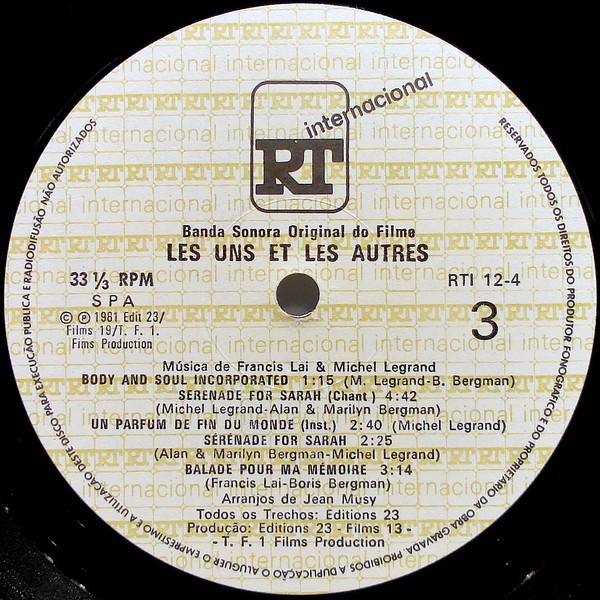 internacional
RT
Banda Sonora Original do Filme
LES UNS ET LES AUTRES
33 ⅓ RPM
RTI 12-4
SPA
© ℗ 1981 Edit 23/
Films 19/T. F. 1.
Fims Production
3
Música de Francis Lai & Michel Legrand
BODY AND SOUL INCORPORATED 1:15 (M. Legrand-B. Bergman)
SERENADE FOR SARAH (Chant) 4:42
(Michel Legrand-Alan & Marilyn Bergman)
UN PARFUM DE FIN DU MONDE (Inst.) 2:40 (Michel Legrand)
SÉRÉNADE FOR SARAH 2:25
(Alan & Marilyn Bergman-Michel Legrand)
BALADE POUR MA MÉMOIRE 3:14
(Francis Lai-Boris Bergman)
Arranjos de Jean Musy
Todos os Trechos: Editions 23
Produção: Editions 23 - Films 13 -
- T. F. 1 Films Production
RESERVADOS TODOS OS DIREITOS DO PRODUTOR FONOGRÁFICO E DO PROPRIETÁRIO DA OBRA GRAVADA. PROIBIDOS A DUPLICAÇÃO O ALUGUER E EMPRÉSTIMO E A UTILIZAÇÃO DESTE DISCO PARA EXECUÇÃO PÚBLICA E RADIODIFUSÃO NÃO AUTORIZADOS